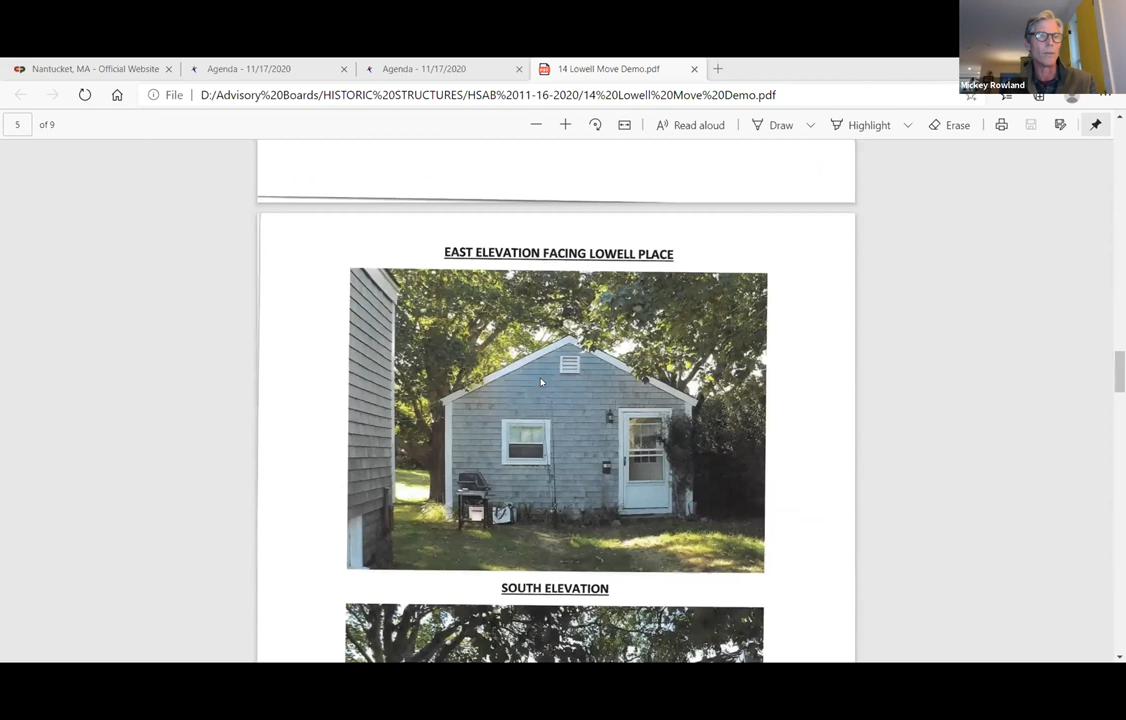 Nantucket, MA - Official Website
Agenda - 11/17/2020
Agenda - 11/17/2020
14 Lowell Move Demo.pdf
Mickey Rowland
File D:/Advisory%20Boards/HISTORIC%20STRUCTURES/HSAB%2011-16-2020/14%20Lowell%20Move%20Demo.pdf
5 of 9
Read aloud
Draw
Highlight
Erase
EAST ELEVATION FACING LOWELL PLACE
SOUTH ELEVATION